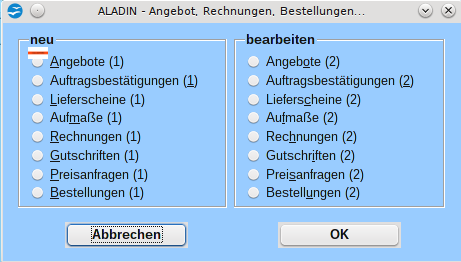 ALADIN - Angebot, Rechnungen, Bestellungen...
neu
Angebote (1)
Auftragsbestätigungen (1)
Lieferscheine (1)
Aufmaße (1)
Rechnungen (1)
Gutschriften (1)
Preisanfragen (1)
Bestellungen (1)
bearbeiten
Angebote (2)
Auftragsbestätigungen (2)
Lieferscheine (2)
Aufmaße (2)
Rechnungen (2)
Gutschriften (2)
Preisanfragen (2)
Bestellungen (2)
Abbrechen
OK